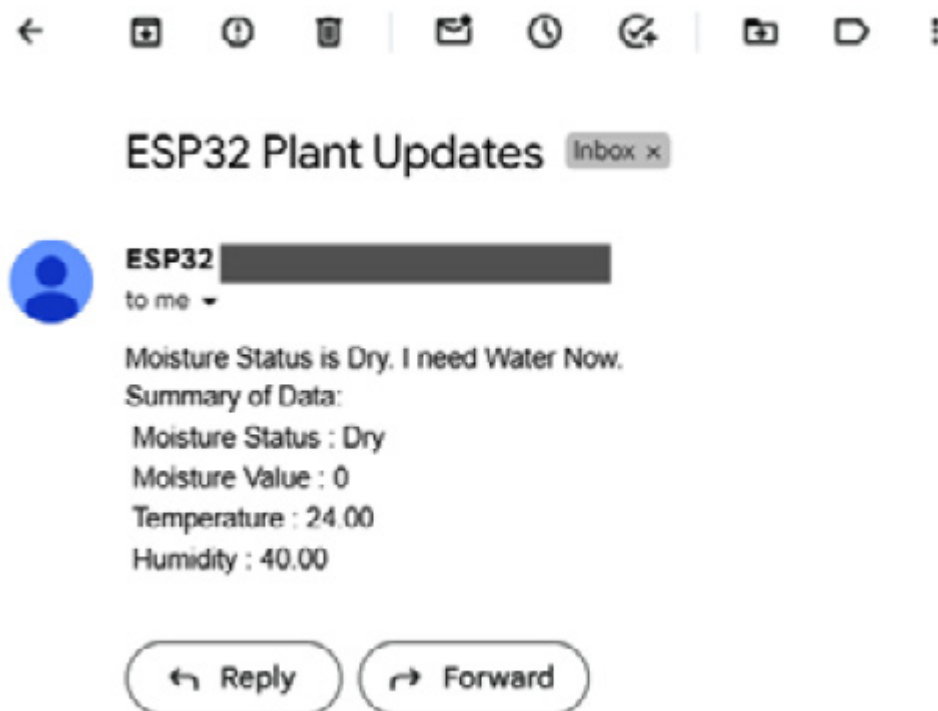 ESP32 Plant Updates Inbox ×
ESP32
to me
Moisture Status is Dry. I need Water Now.
Summary of Data:
Moisture Status : Dry
Moisture Value : 0
Temperature : 24.00
Humidity : 40.00
Reply Forward